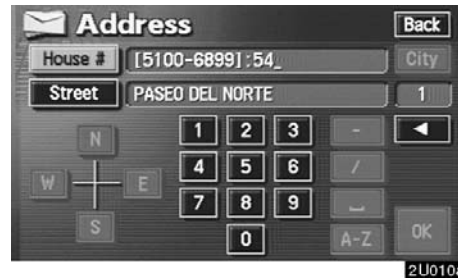 Address Back
House # [5100-6899]:54_ City
Street PASEO DEL NORTE 1
N 1 2 3 - ◄
W E 4 5 6 /
7 8 9 ␣
S 0 A-Z OK